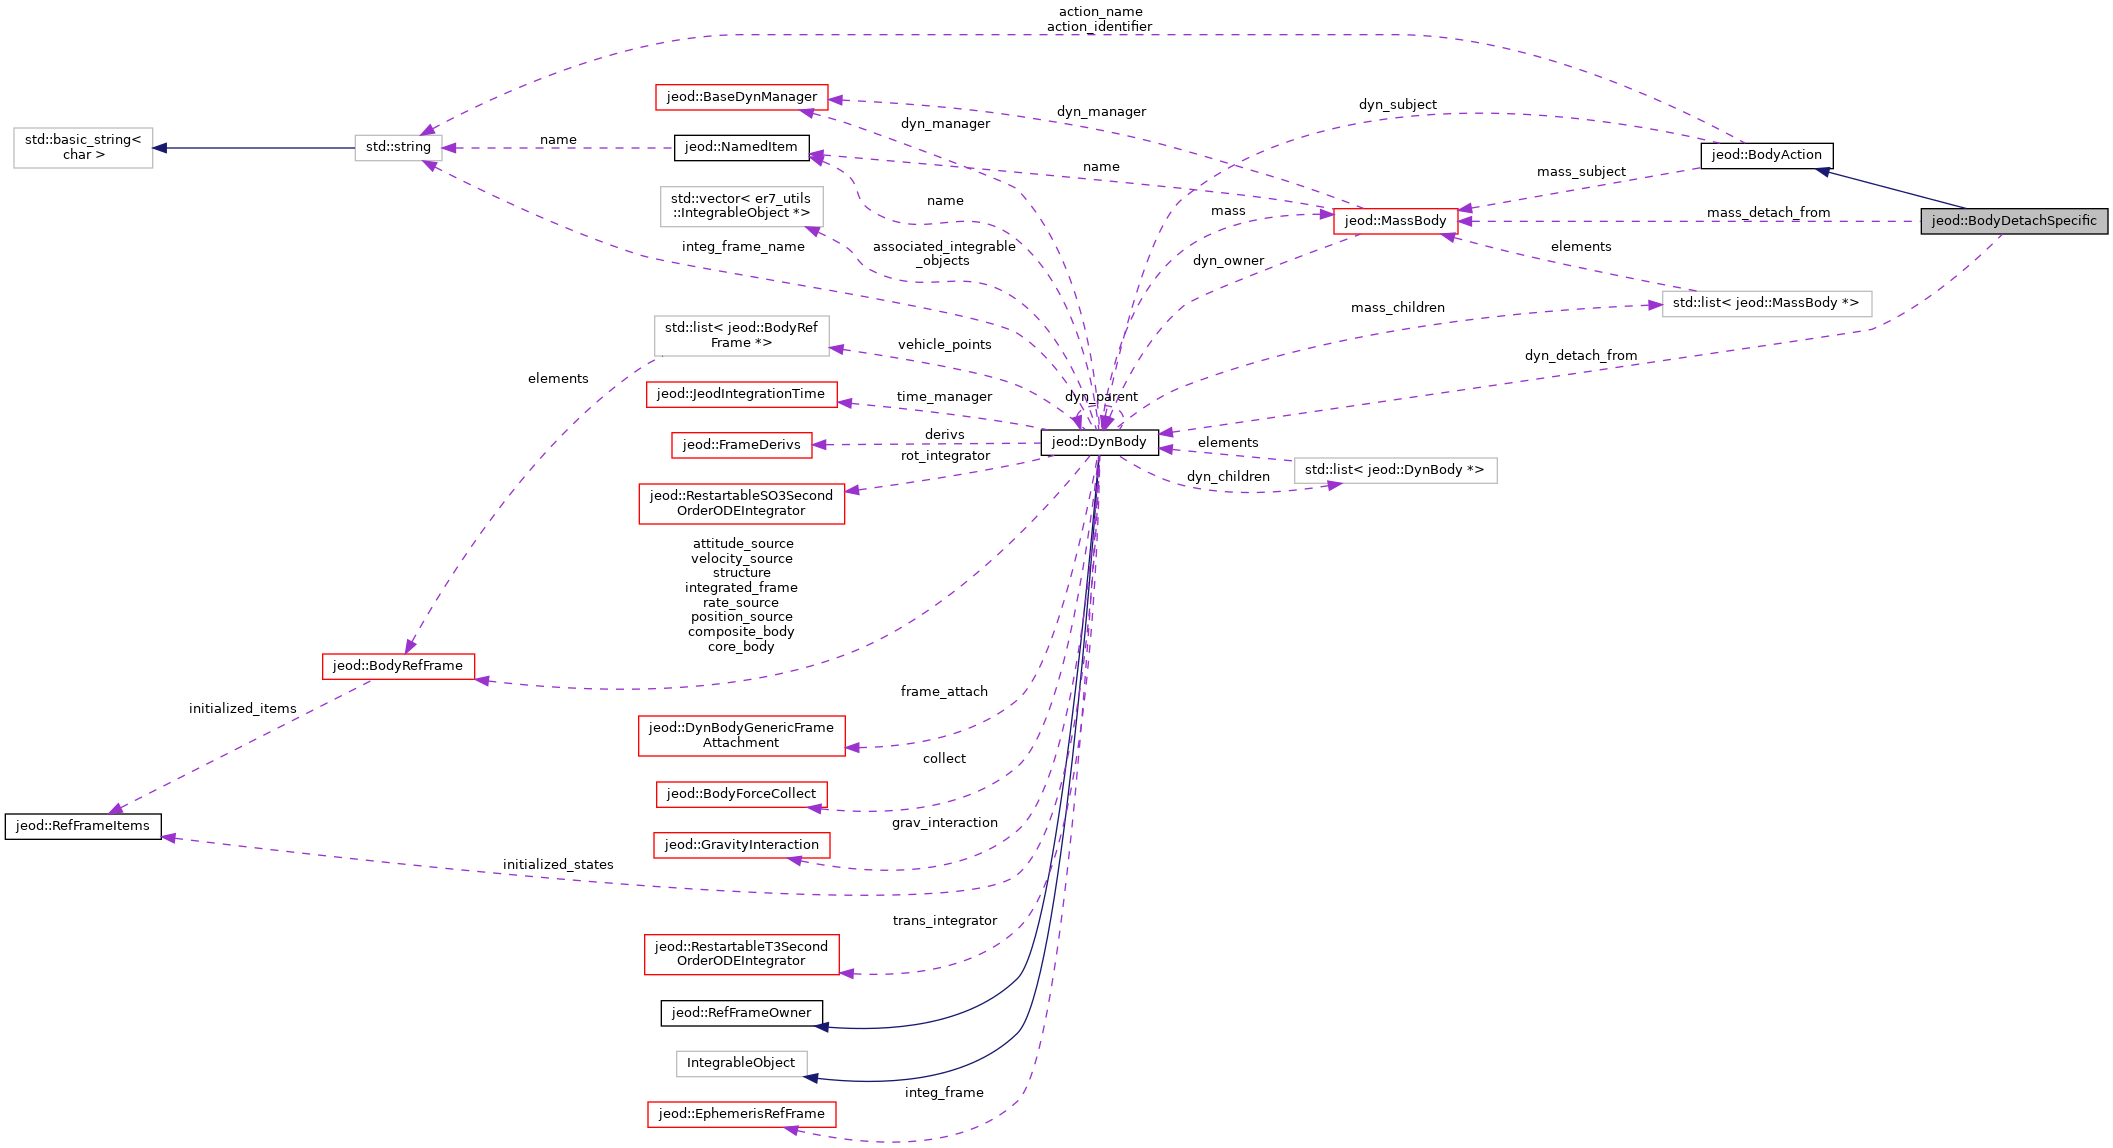 action_name
action_identifier
jeod::BaseDynManager
dyn_manager
dyn_subject
dyn_manager
std::basic_string<
char >
std::string
name
jeod::NamedItem
jeod::BodyAction
name
mass_subject
std::vector< er7_utils
::IntegrableObject *>
name
mass
jeod::MassBody
mass_detach_from
jeod::BodyDetachSpecific
integ_frame_name
associated_integrable
_objects
dyn_owner
elements
mass_children
std::list< jeod::MassBody *>
std::list< jeod::BodyRef
Frame *>
vehicle_points
dyn_detach_from
elements
jeod::JeodIntegrationTime
time_manager
dyn_parent
jeod::FrameDerivs
derivs
jeod::DynBody
elements
rot_integrator
std::list< jeod::DynBody *>
dyn_children
jeod::RestartableSO3Second
OrderODEIntegrator
attitude_source
velocity_source
structure
integrated_frame
rate_source
position_source
composite_body
core_body
jeod::BodyRefFrame
initialized_items
frame_attach
jeod::DynBodyGenericFrame
Attachment
collect
jeod::BodyForceCollect
jeod::RefFrameItems
grav_interaction
jeod::GravityInteraction
initialized_states
trans_integrator
jeod::RestartableT3Second
OrderODEIntegrator
jeod::RefFrameOwner
IntegrableObject
integ_frame
jeod::EphemerisRefFrame